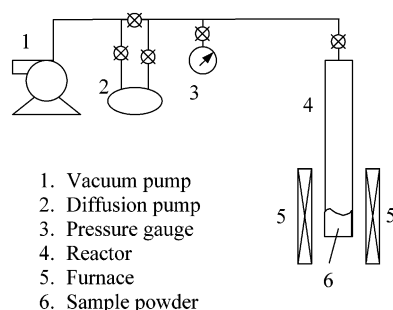 1
2
3
4
5
5
6
1. Vacuum pump
2. Diffusion pump
3. Pressure gauge
4. Reactor
5. Furnace
6. Sample powder